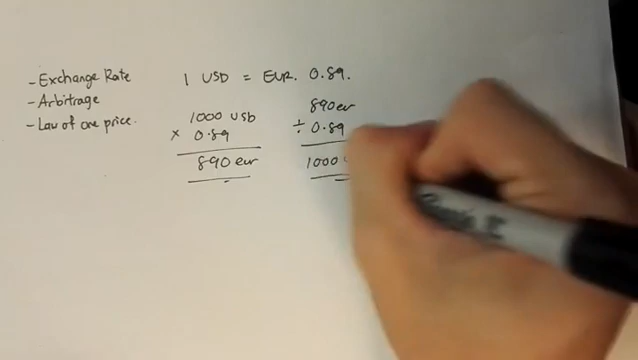 - Exchange Rate
- Arbitrage
- Law of one price.
1 USD = EUR. 0.89.
1000 USD
x 0.89
890 eur
890 eur
÷ 0.89
1000